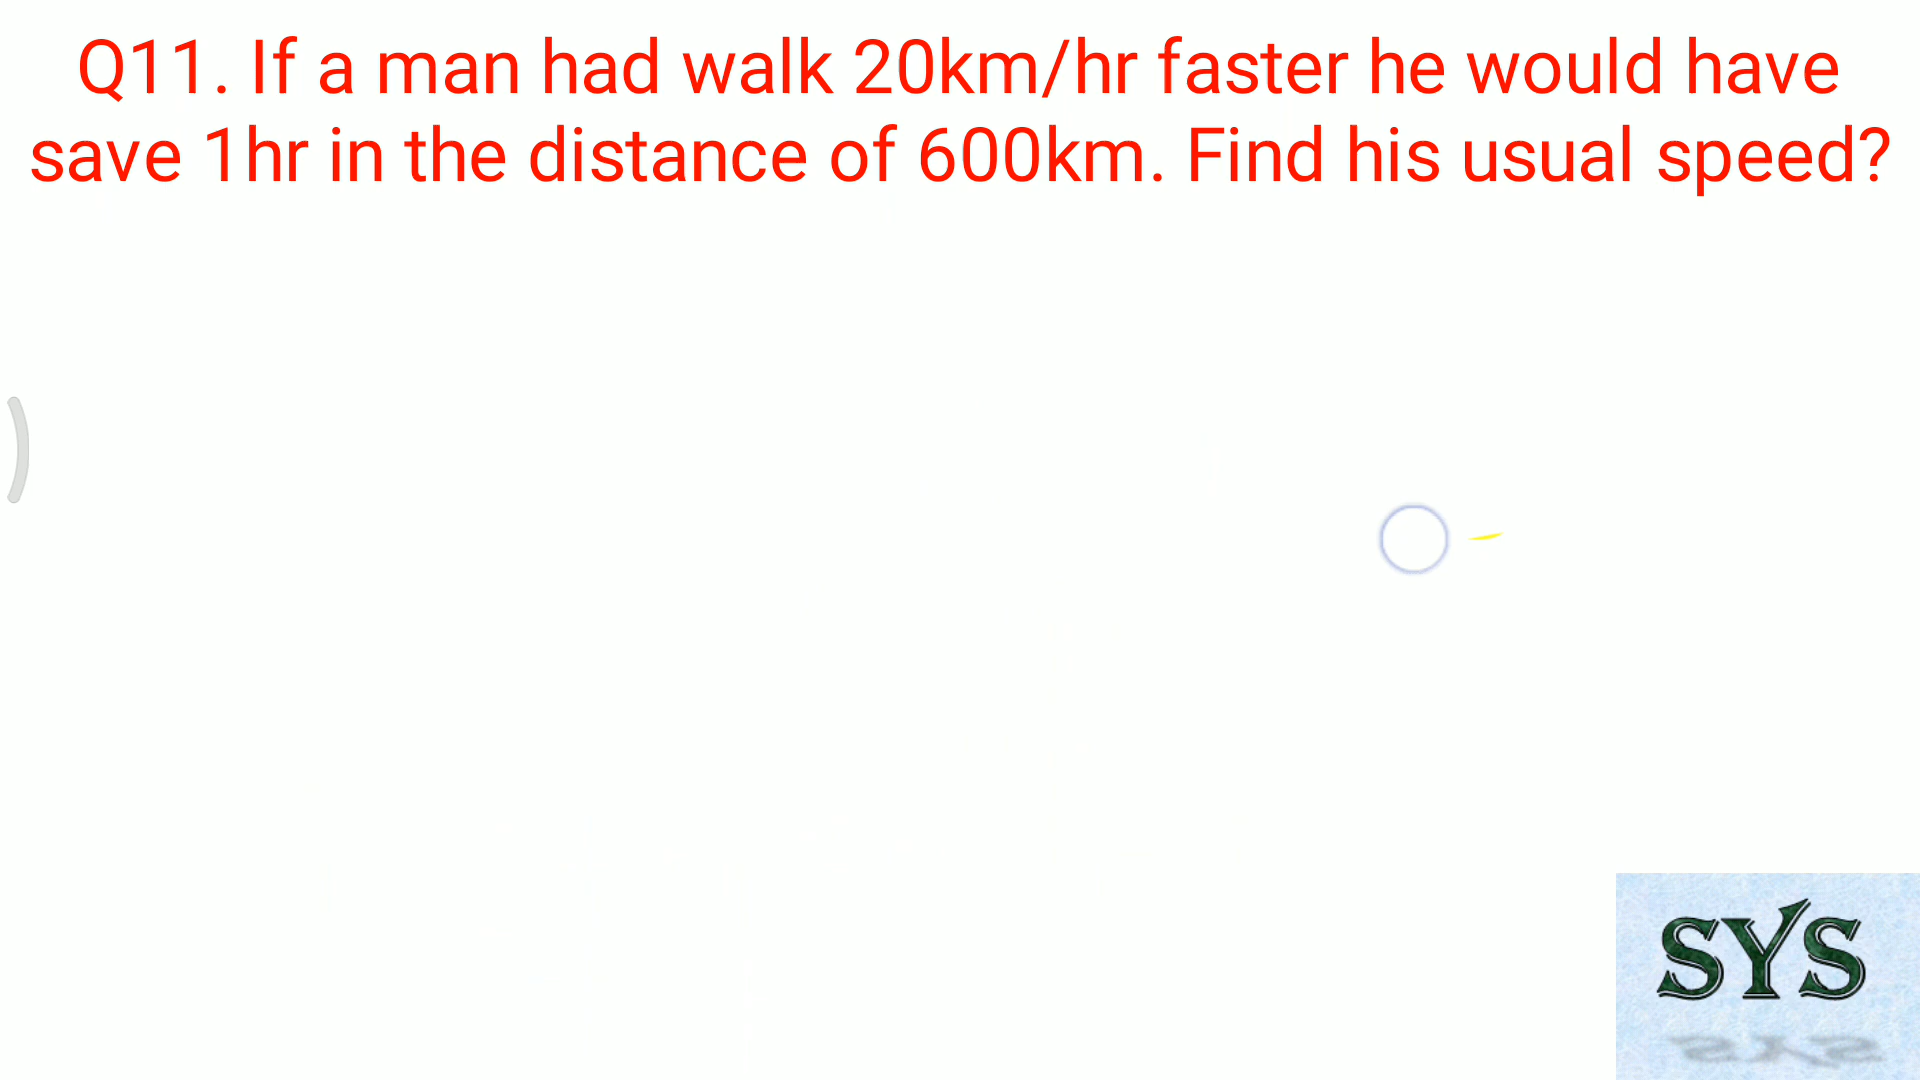 Q11. If a man had walk 20km/hr faster he would have
save 1hr in the distance of 600km. Find his usual speed?
SYS